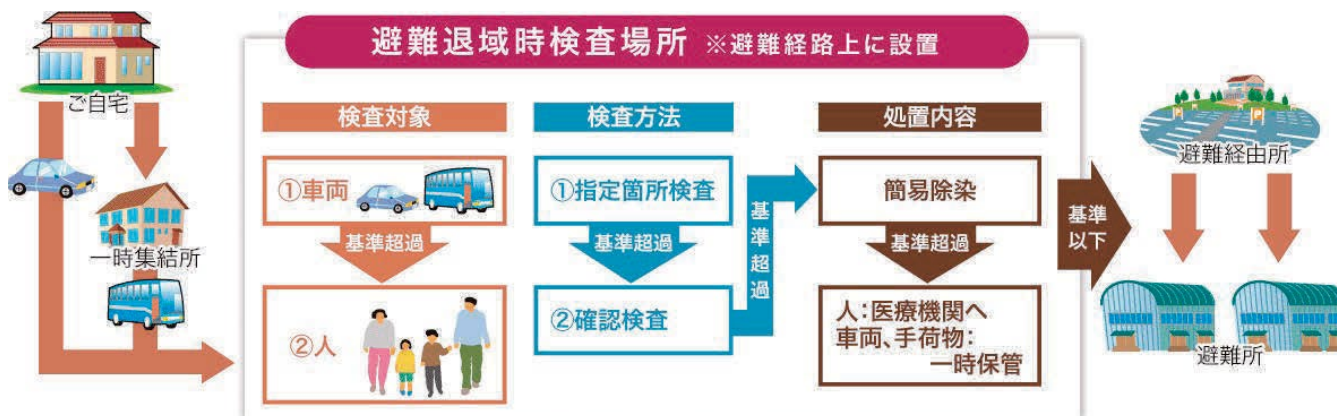 避難退域時検査場所 ※避難経路上に設置
ご自宅
一時集結所
検査対象
①車両
基準超過
②人
検査方法
①指定箇所検査
基準超過
②確認検査
基準超過
処置内容
簡易除染
基準超過
人:医療機関へ
車両、手荷物:
一時保管
基準
以下
P
P
P
P
避難経由所
避難所